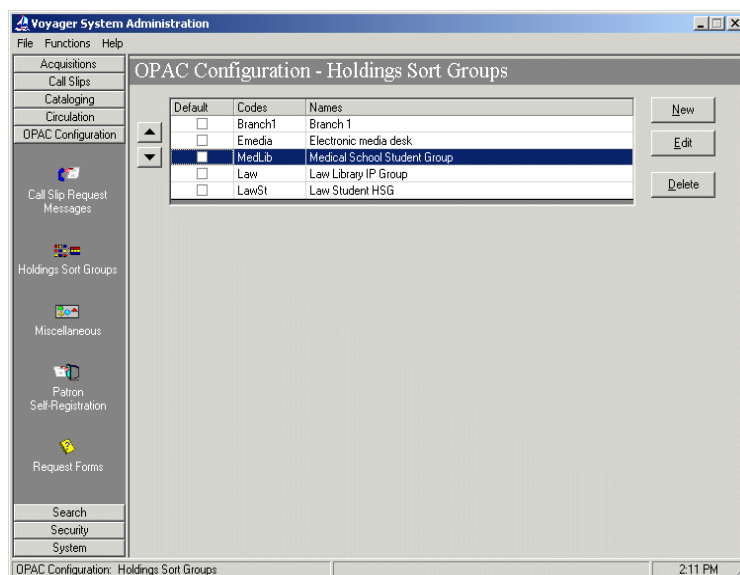 Voyager System Administration
File Functions Help
Acquisitions
Call Slips
Cataloging
Circulation
OPAC Configuration
Call Slip Request
Messages
Holdings Sort Groups
Miscellaneous
Patron
Self-Registration
Request Forms
Search
Security
System
OPAC Configuration - Holdings Sort Groups
Default Codes Names
Branch1 Branch 1
Emedia Electronic media desk
MedLib Medical School Student Group
Law Law Library IP Group
LawSt Law Student HSG
New
Edit
Delete
OPAC Configuration: Holdings Sort Groups
2:11 PM